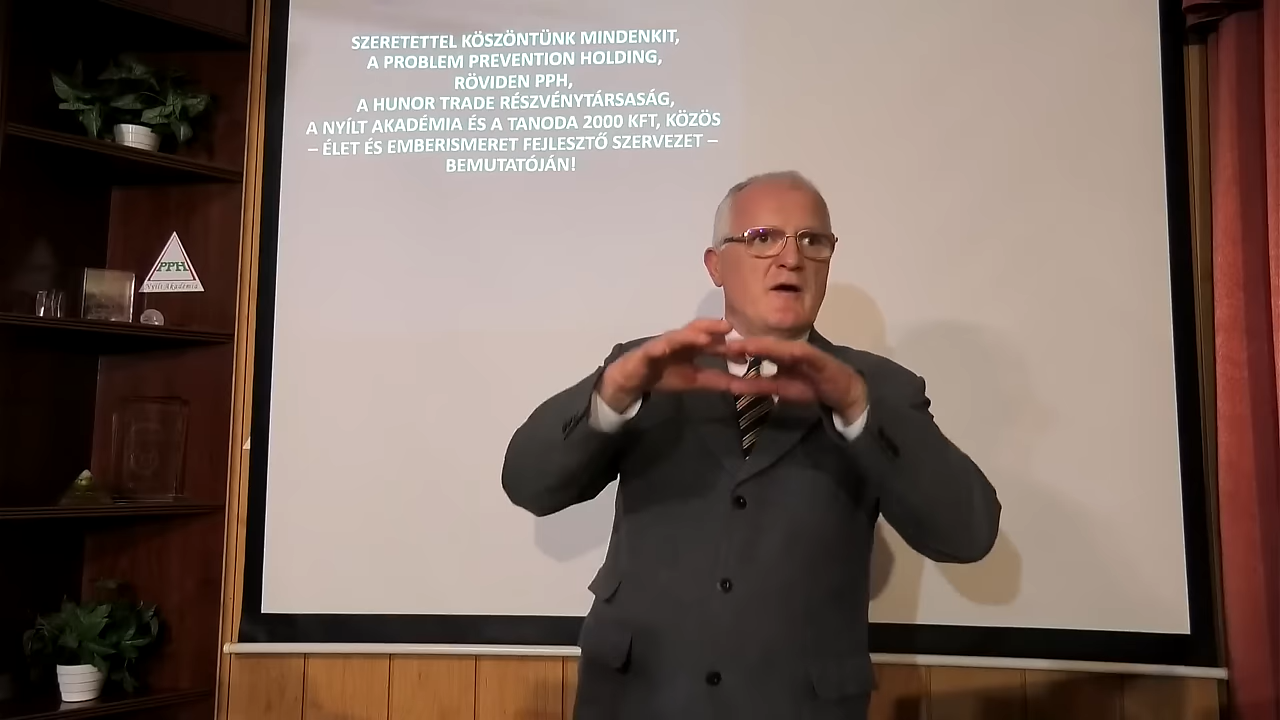 SZERETETTEL KÖSZÖNTÜNK MINDENKIT,
A PROBLEM PREVENTION HOLDING,
RÖVIDEN PPH,
A HUNOR TRADE RÉSZVÉNYTÁRSASÁG,
A NYÍLT AKADÉMIA ÉS A TANODA 2000 KFT, KÖZÖS
– ÉLET ÉS EMBERISMERET FEJLESZTŐ SZERVEZET –
BEMUTATÓJÁN!
PPH
Nyílt Akadémia